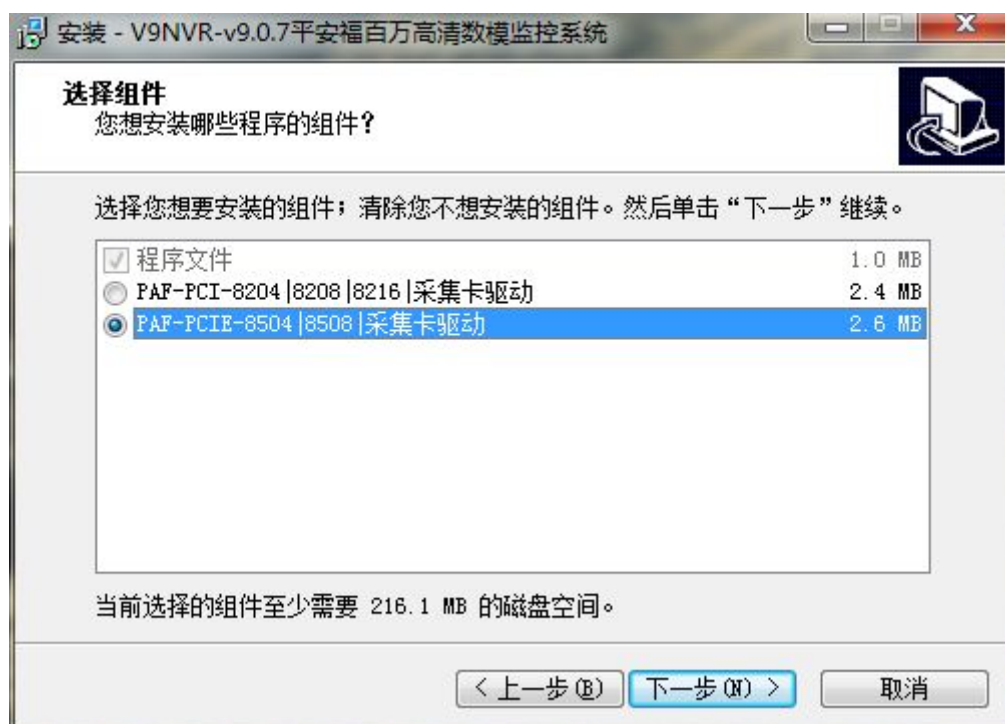 安装 - V9NVR-v9.0.7平安福百万高清数模监控系统
选择组件
您想安装哪些程序的组件?
选择您想要安装的组件；清除您不想安装的组件。然后单击“下一步”继续。
程序文件 1.0 MB
PAF-PCI-8204|8208|8216|采集卡驱动 2.4 MB
PAF-PCIE-8504|8508|采集卡驱动 2.6 MB
当前选择的组件至少需要 216.1 MB 的磁盘空间。
< 上一步(B) 下一步(N) > 取消